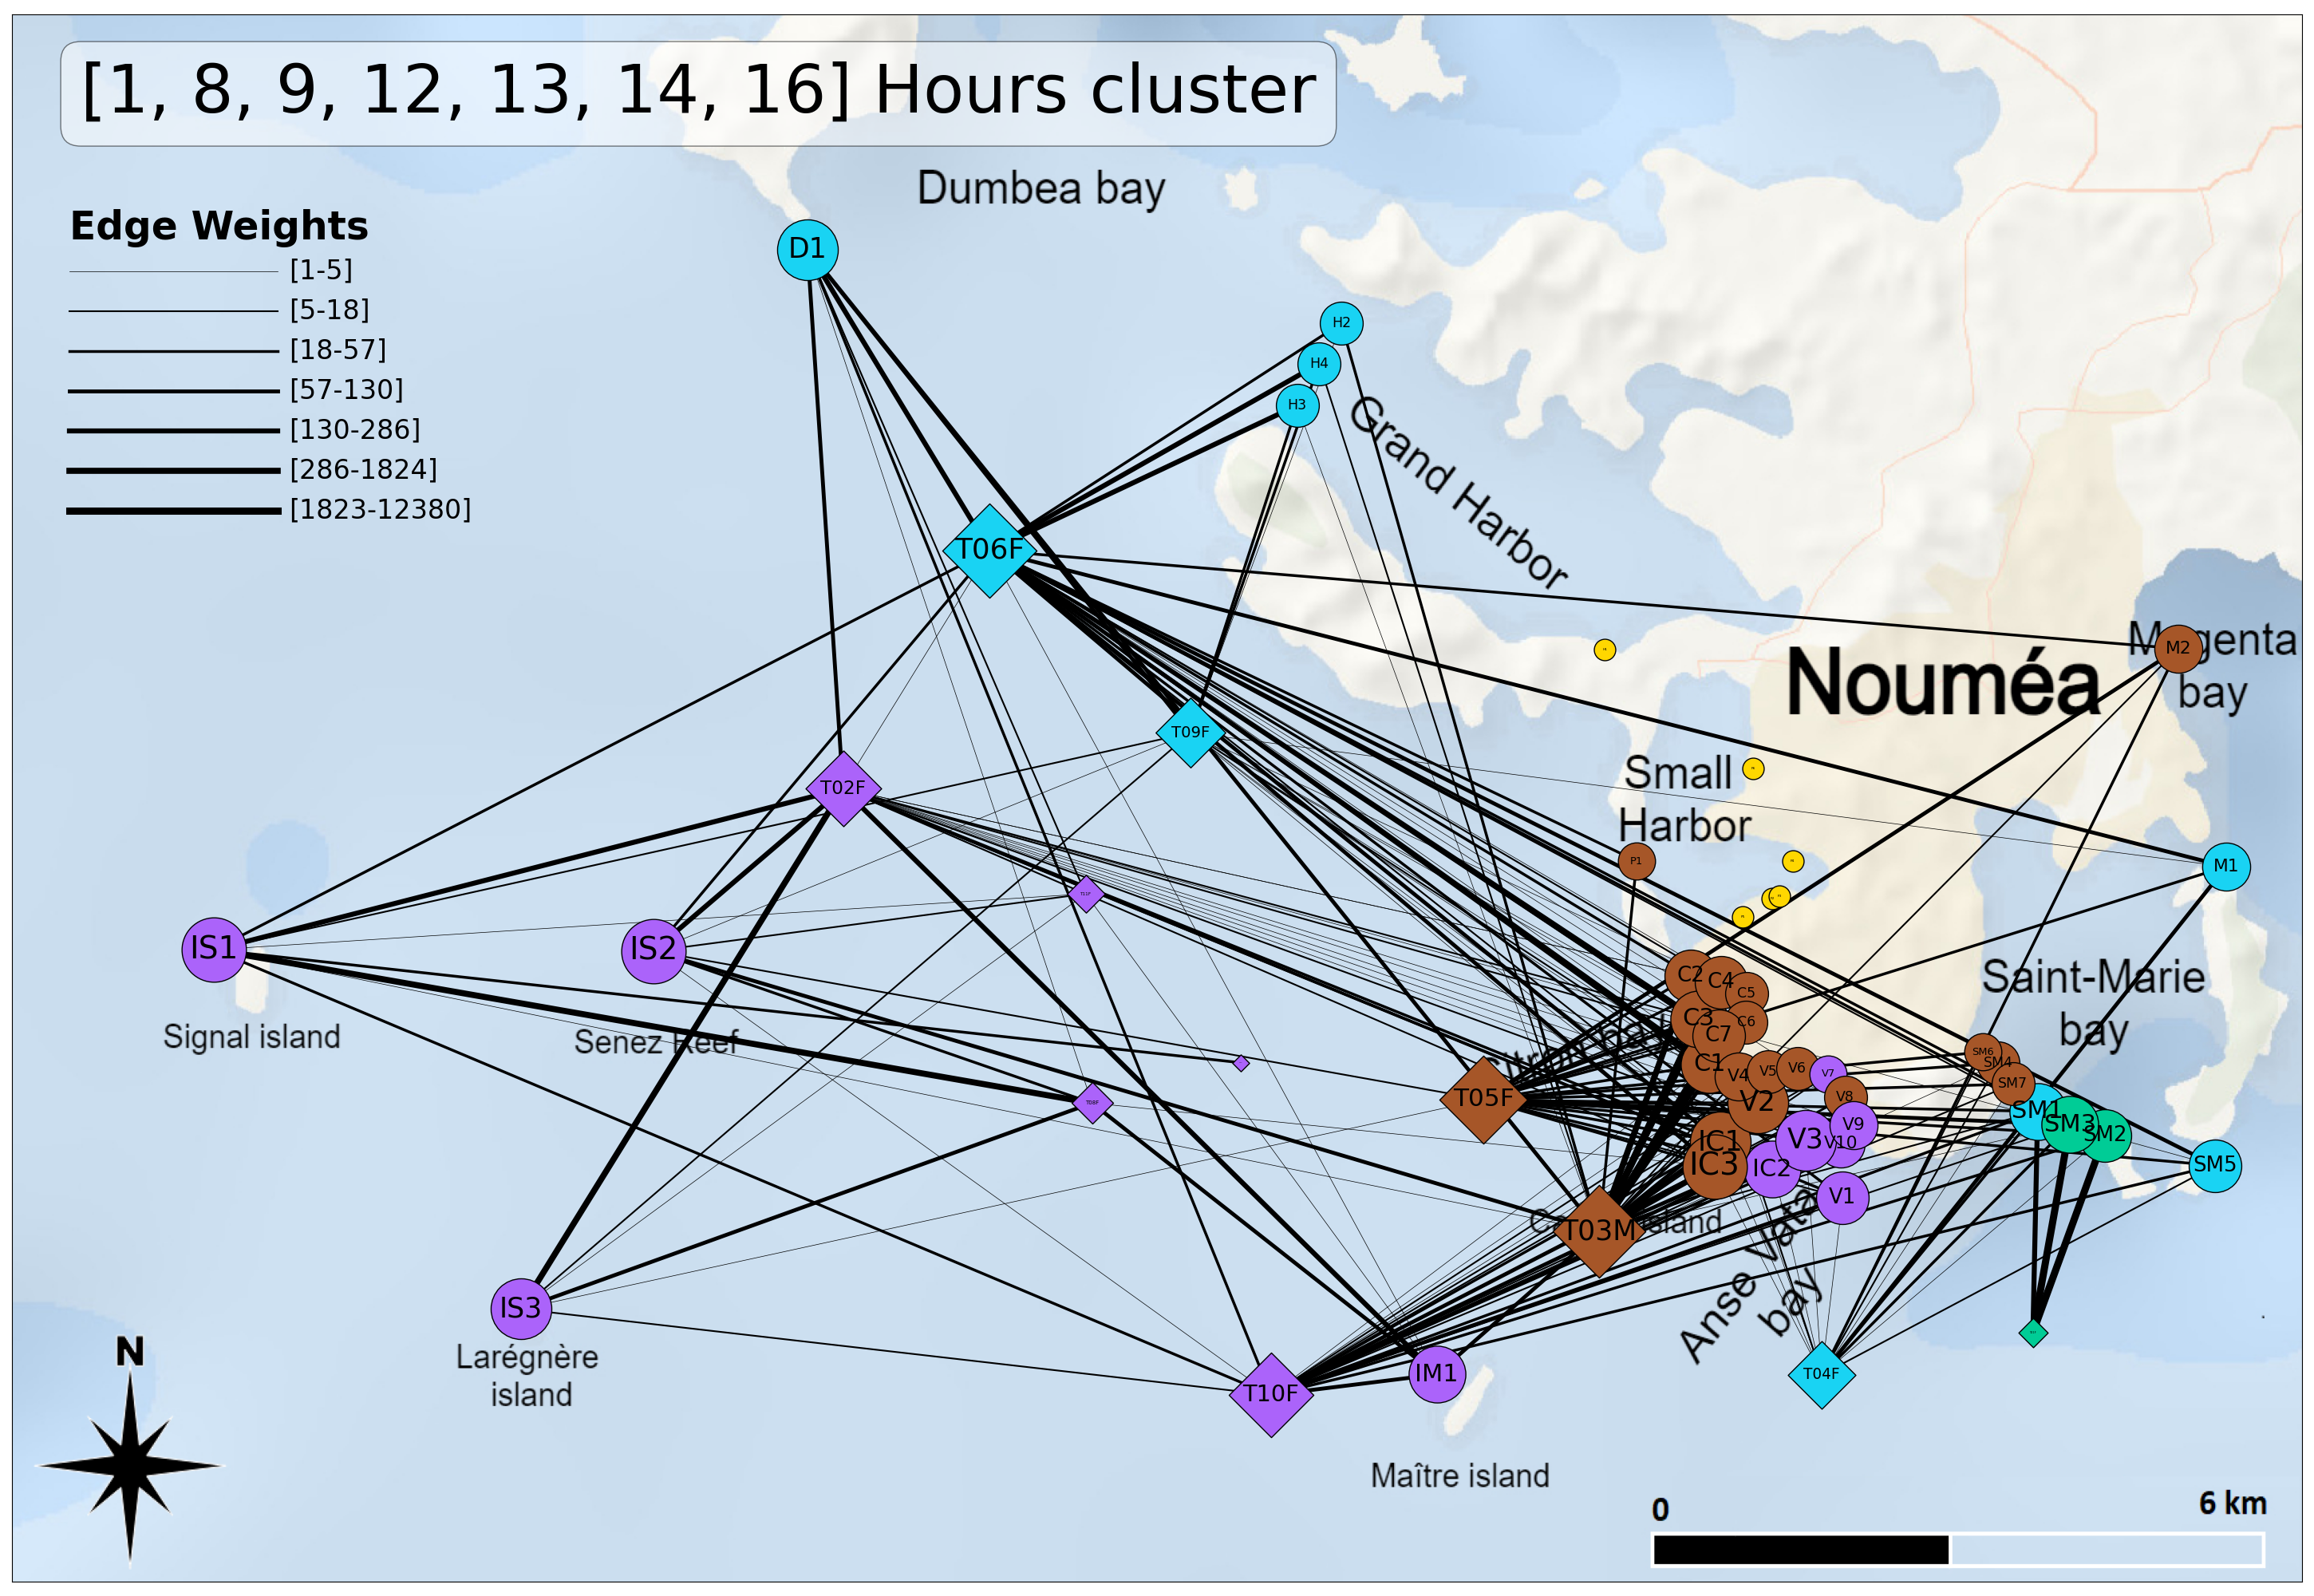 [1, 8, 9, 12, 13, 14, 16] Hours cluster
Dumbea bay
Edge Weights
[1-5]
[5-18]
[18-57]
[57-130]
[130-286]
[286-1824]
[1823-12380]
D1
H2
H4
H3
Grand Harbor
T06F
Magenta
bay
M2
Nouméa
T09F
Small
Harbor
T02F
P1
M1
IS1
IS2
Signal island
Senez Reef
Saint-Marie
bay
C2
C4
C5
C3
C6
C7
C1
V4
V5
V6
V7
V8
V2
T05F
SM6
SM4
SM7
SM1
SM3
SM2
SM5
IC1
IC3
IC2
V3
V9
V10
V1
T03M
island
Anse Vata
bay
IS3
Larégnère
island
T10F
IM1
T04F
Maître island
N
0
6 km